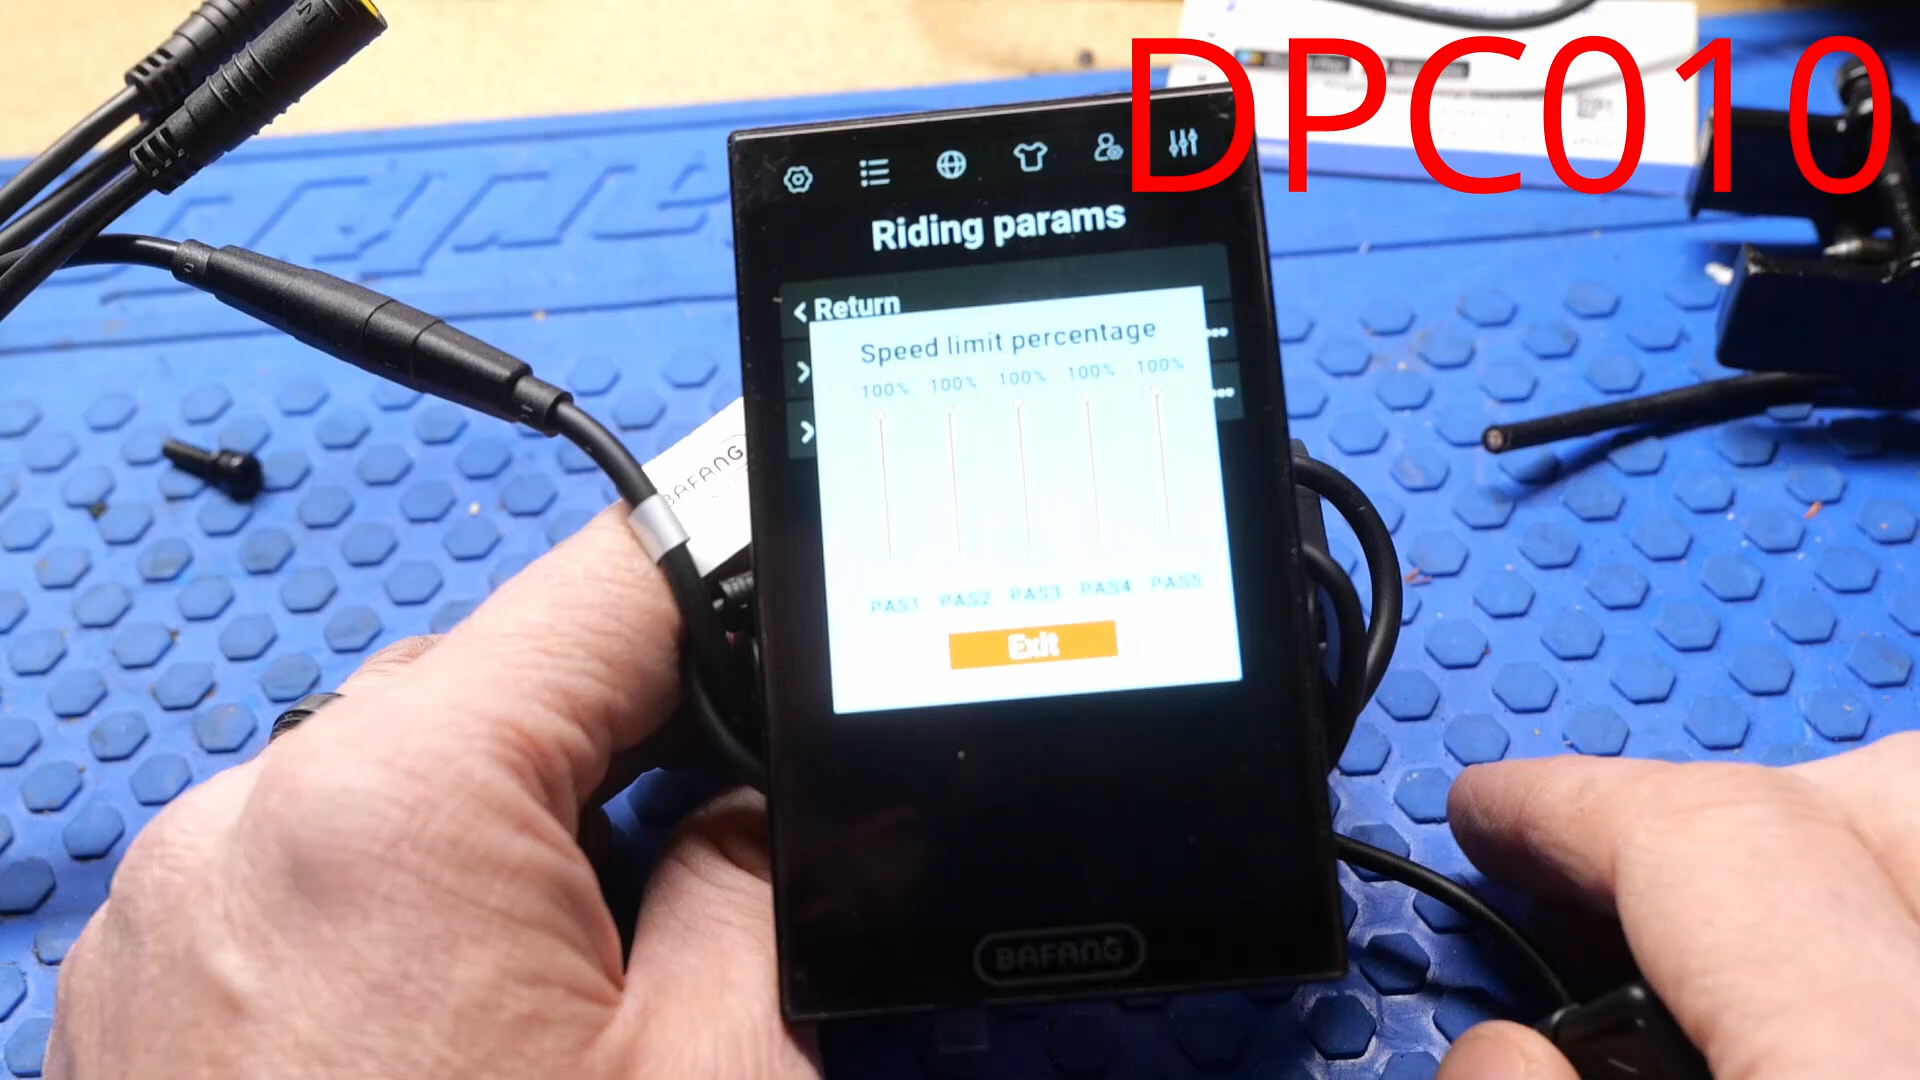 DPC010
Riding params
Return
Speed limit percentage
100% 100% 100% 100% 100%
PAS1 PAS2 PAS3 PAS4 PAS5
Exit
BAFANG
BAFANG